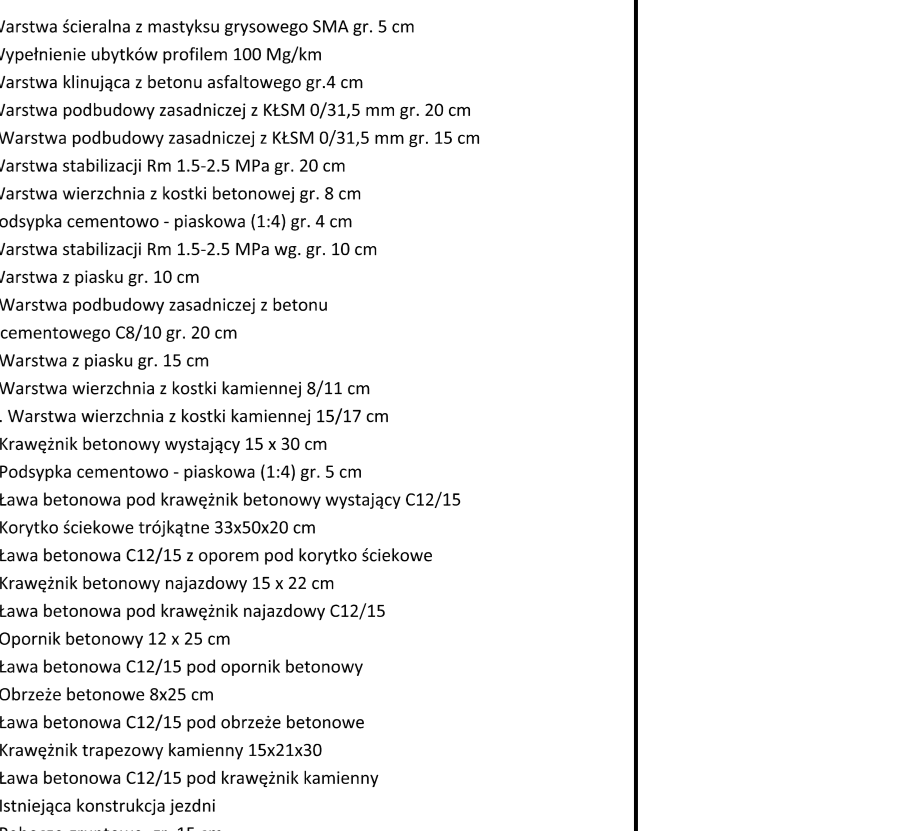 Warstwa ścieralna z mastyksu grysowego SMA gr. 5 cm
Wypełnienie ubytków profilem 100 Mg/km
Warstwa klinująca z betonu asfaltowego gr.4 cm
Warstwa podbudowy zasadniczej z KŁSM 0/31,5 mm gr. 20 cm
Warstwa podbudowy zasadniczej z KŁSM 0/31,5 mm gr. 15 cm
Warstwa stabilizacji Rm 1.5-2.5 MPa gr. 20 cm
Warstwa wierzchnia z kostki betonowej gr. 8 cm
odsypka cementowo - piaskowa (1:4) gr. 4 cm
Warstwa stabilizacji Rm 1.5-2.5 MPa wg. gr. 10 cm
Warstwa z piasku gr. 10 cm
Warstwa podbudowy zasadniczej z betonu
cementowego C8/10 gr. 20 cm
Warstwa z piasku gr. 15 cm
Warstwa wierzchnia z kostki kamiennej 8/11 cm
. Warstwa wierzchnia z kostki kamiennej 15/17 cm
Krawężnik betonowy wystający 15 x 30 cm
Podsypka cementowo - piaskowa (1:4) gr. 5 cm
Ława betonowa pod krawężnik betonowy wystający C12/15
Korytko ściekowe trójkątne 33x50x20 cm
Ława betonowa C12/15 z oporem pod korytko ściekowe
Krawężnik betonowy najazdowy 15 x 22 cm
Ława betonowa pod krawężnik najazdowy C12/15
Opornik betonowy 12 x 25 cm
Ława betonowa C12/15 pod opornik betonowy
Obrzeże betonowe 8x25 cm
Ława betonowa C12/15 pod obrzeże betonowe
Krawężnik trapezowy kamienny 15x21x30
Ława betonowa C12/15 pod krawężnik kamienny
Istniejąca konstrukcja jezdni